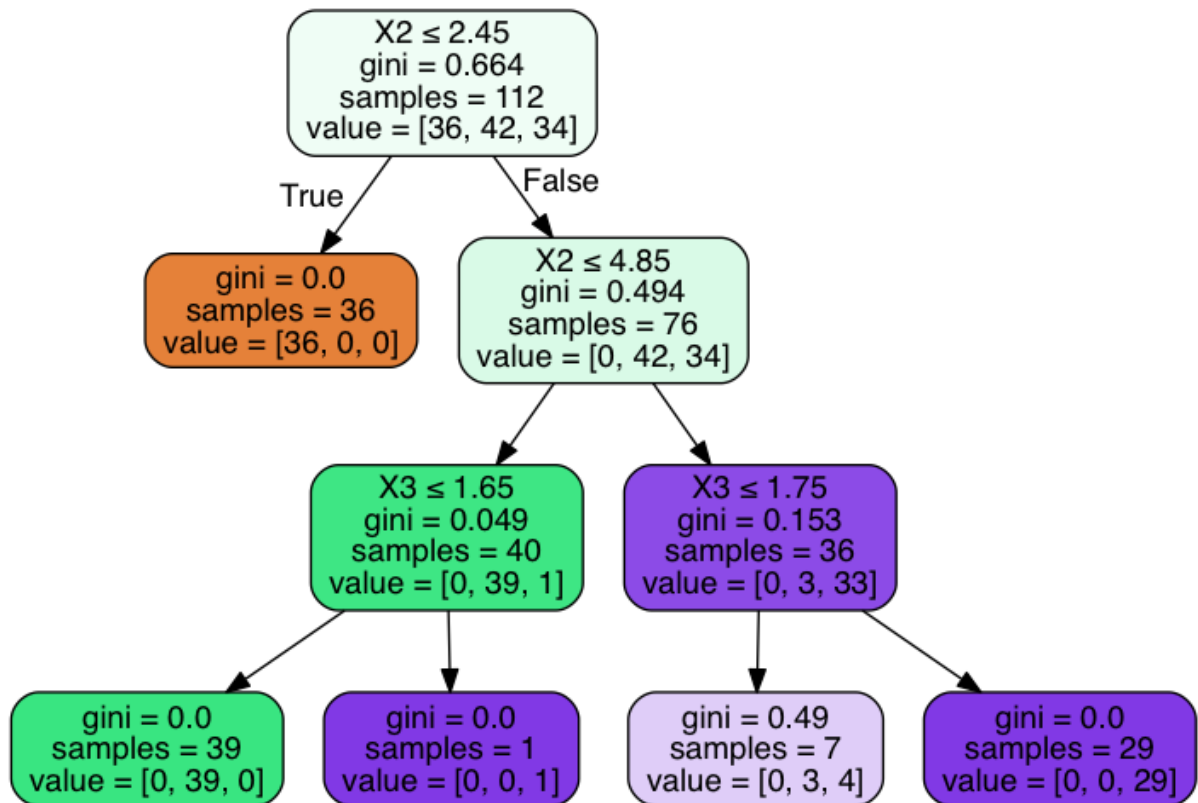 X2 ≤ 2.45
gini = 0.664
samples = 112
value = [36, 42, 34]
True
False
gini = 0.0
samples = 36
value = [36, 0, 0]
X2 ≤ 4.85
gini = 0.494
samples = 76
value = [0, 42, 34]
X3 ≤ 1.65
gini = 0.049
samples = 40
value = [0, 39, 1]
X3 ≤ 1.75
gini = 0.153
samples = 36
value = [0, 3, 33]
gini = 0.0
samples = 39
value = [0, 39, 0]
gini = 0.0
samples = 1
value = [0, 0, 1]
gini = 0.49
samples = 7
value = [0, 3, 4]
gini = 0.0
samples = 29
value = [0, 0, 29]